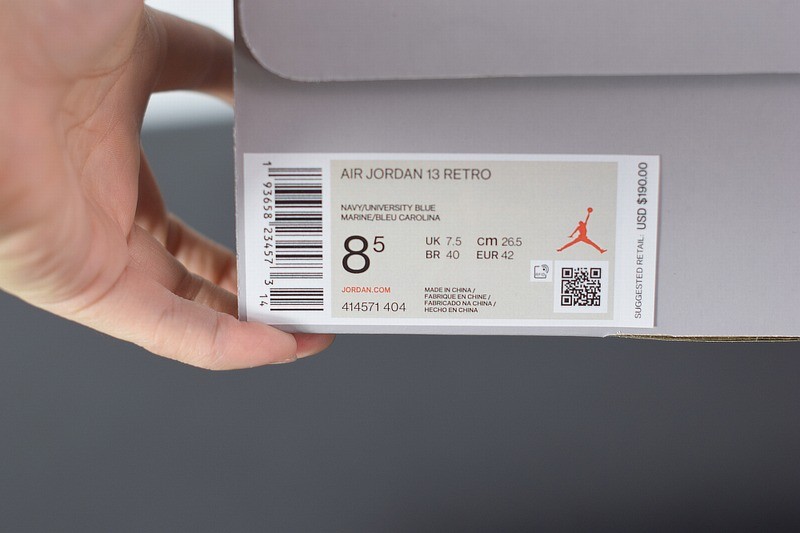 AIR JORDAN 13 RETRO
NAVY/UNIVERSITY BLUE
MARINE/BLEU CAROLINA
8 5
UK 7.5 cm 26.5
BR 40 EUR 42
JORDAN.COM
414571 404
MADE IN CHINA /
FABRIQUE EN CHINE /
FABRICADO NA CHINA /
HECHO EN CHINA
1 93658 23457 3 14
SUGGESTED RETAIL: USD $190.00